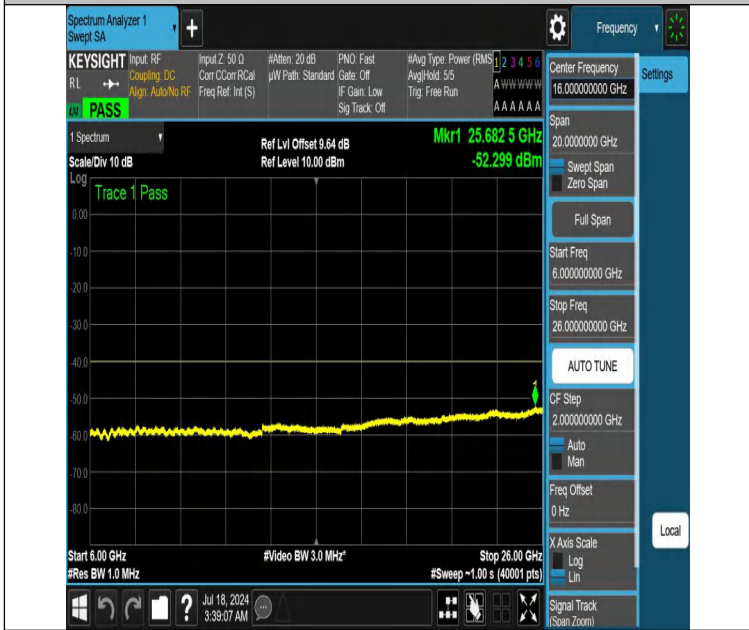 Spectrum Analyzer 1
Swept SA
+
Frequency
KEYSIGHT
RL
PASS
Input: RF
Coupling: DC
Align: Auto/No RF
Input Z: 50 Ω
Corr CCorr RCal
Freq Ref: Int (S)
#Atten: 20 dB
µW Path: Standard
PNO: Fast
Gate: Off
IF Gain: Low
Sig Track: Off
#Avg Type: Power (RMS
Avg|Hold: 5/5
Trig: Free Run
1 2 3 4 5 6
A W W W W W
A A A A A A
Center Frequency
16.000000000 GHz
Settings
Span
20.0000000 GHz
Swept Span
Zero Span
Full Span
Start Freq
6.000000000 GHz
Stop Freq
26.000000000 GHz
AUTO TUNE
CF Step
2.000000000 GHz
Auto
Man
Freq Offset
0 Hz
X Axis Scale
Log
Lin
Local
Signal Track
(Span Zoom)
1 Spectrum
Scale/Div 10 dB
Ref Lvl Offset 9.64 dB
Ref Level 10.00 dBm
Mkr1 25.682 5 GHz
-52.299 dBm
Log
Trace 1 Pass
0.00
-10.0
-20.0
-30.0
-40.0
-50.0
-60.0
-70.0
-80.0
1
Start 6.00 GHz
#Res BW 1.0 MHz
#Video BW 3.0 MHz*
Stop 26.00 GHz
#Sweep ~1.00 s (40001 pts)
?
Jul 18, 2024
3:39:07 AM